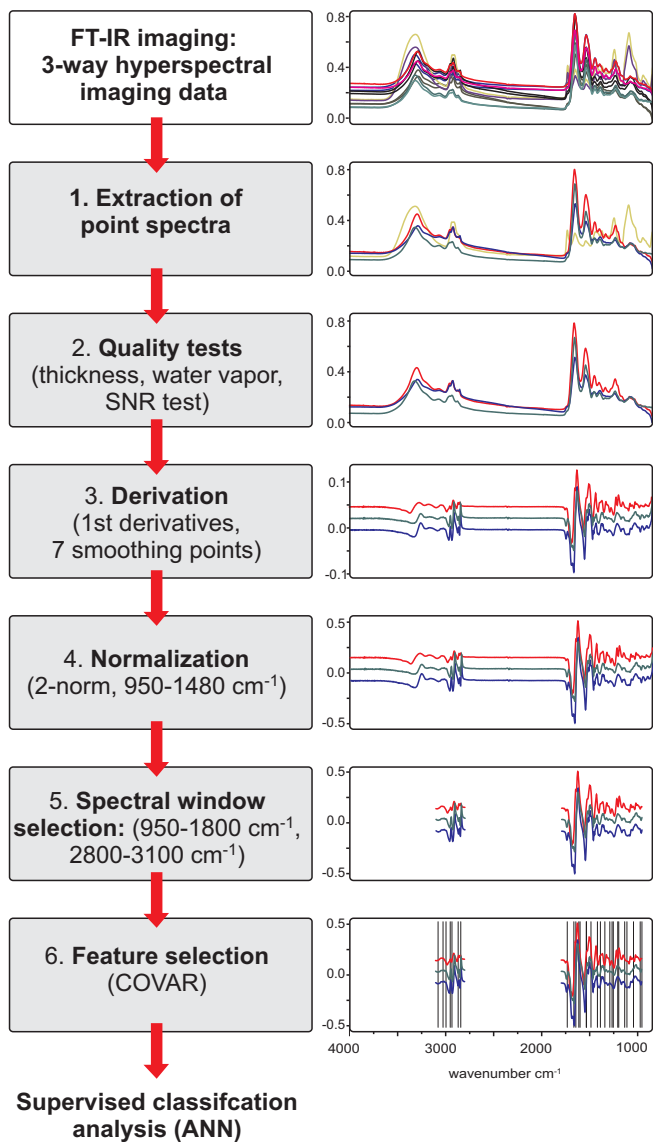 FT-IR imaging:
3-way hyperspectral
imaging data
0.8
0.4
0.0
1. Extraction of
point spectra
0.8
0.4
0.0
2. Quality tests
(thickness, water vapor,
SNR test)
0.8
0.4
0.0
3. Derivation
(1st derivatives,
7 smoothing points)
0.1
0.0
-0.1
4. Normalization
(2-norm, 950-1480 cm⁻¹)
0.5
0.0
-0.5
5. Spectral window
selection: (950-1800 cm⁻¹,
2800-3100 cm⁻¹)
0.5
0.0
-0.5
6. Feature selection
(COVAR)
0.5
0.0
-0.5
4000 3000 2000 1000
wavenumber cm⁻¹
Supervised classifcation
analysis (ANN)